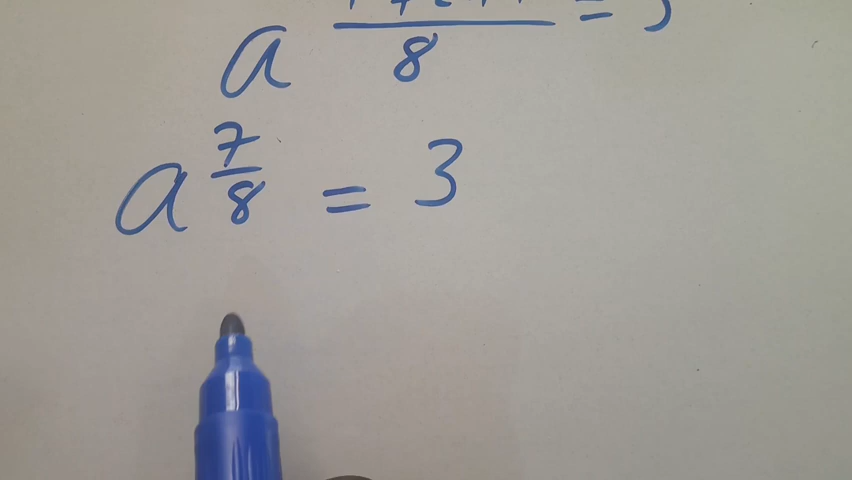 a 8 =
a^(7/8) = 3